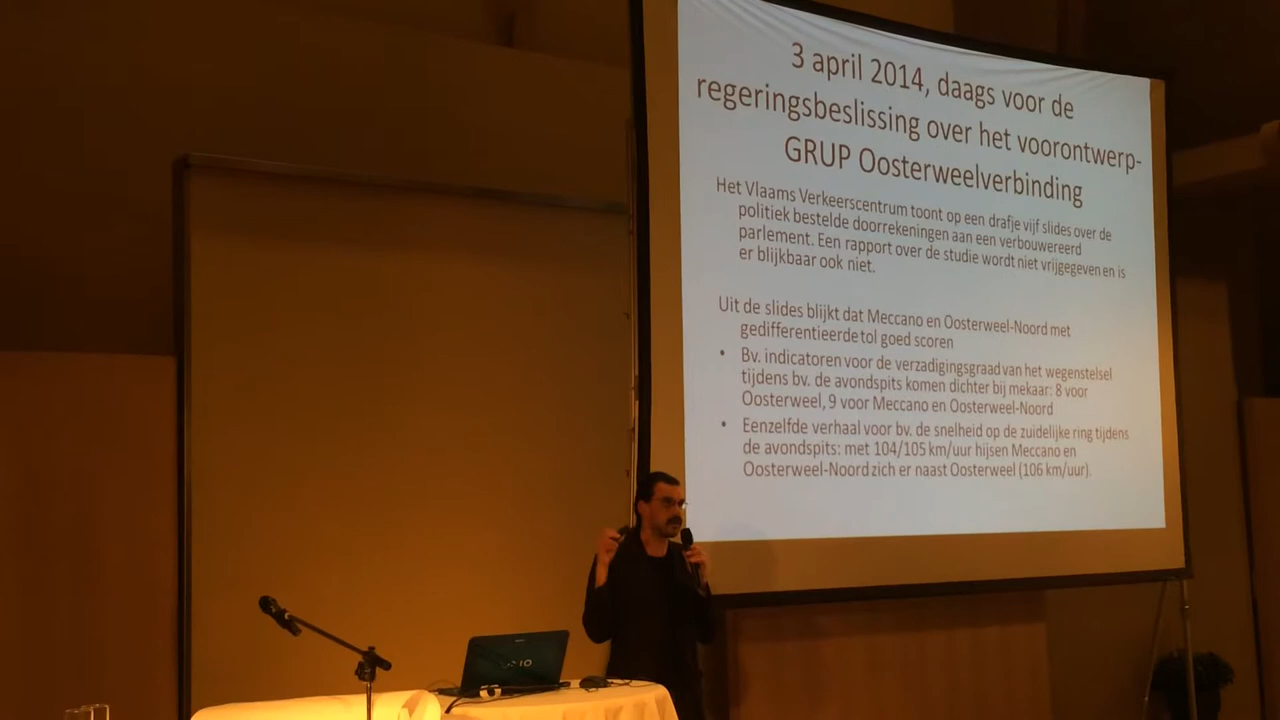 3 april 2014, daags voor de
regeringsbeslissing over het voorontwerp-
GRUP Oosterweelverbinding
Het Vlaams Verkeerscentrum toont op een drafje vijf slides over de
politiek bestelde doorrekeningen aan een verbouwereerd
parlement. Een rapport over de studie wordt niet vrijgegeven en is
er blijkbaar ook niet.
Uit de slides blijkt dat Meccano en Oosterweel-Noord met
gedifferentieerde tol goed scoren
• Bv. indicatoren voor de verzadigingsgraad van het wegenstelsel
tijdens bv. de avondspits komen dichter bij mekaar: 8 voor
Oosterweel, 9 voor Meccano en Oosterweel-Noord
• Eenzelfde verhaal voor bv. de snelheid op de zuidelijke ring tijdens
de avondspits: met 104/105 km/uur hijsen Meccano en
Oosterweel-Noord zich er naast Oosterweel (106 km/uur).
VAIO